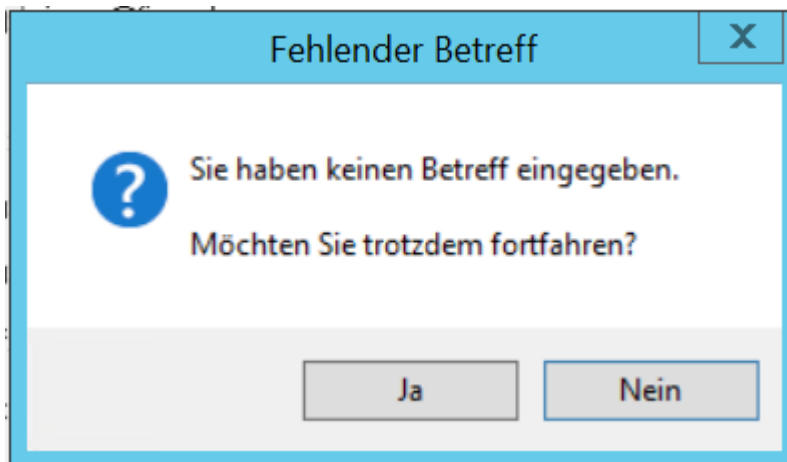 Fehlender Betreff
X
?
Sie haben keinen Betreff eingegeben.
Möchten Sie trotzdem fortfahren?
Ja
Nein